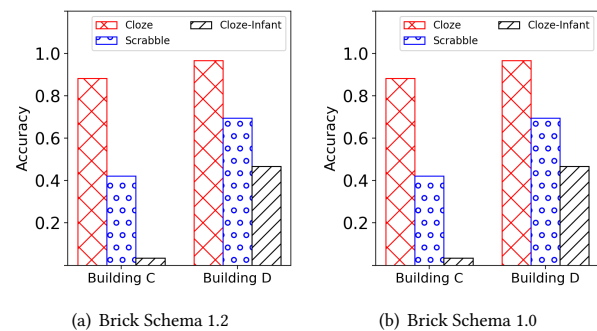 Cloze
Scrabble
Cloze-Infant
1.0
0.8
0.6
0.4
0.2
Accuracy
Building C
Building D
(a) Brick Schema 1.2
Cloze
Scrabble
Cloze-Infant
1.0
0.8
0.6
0.4
0.2
Accuracy
Building C
Building D
(b) Brick Schema 1.0